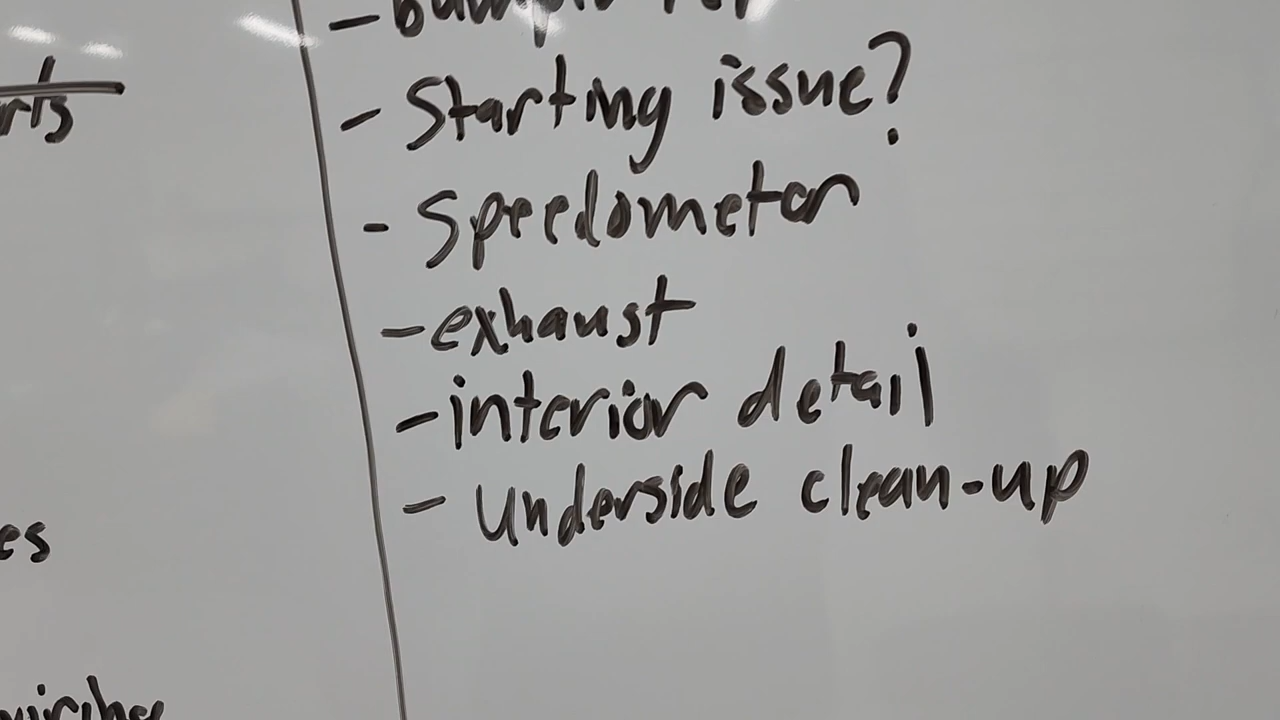 - Starting issue?
- Speedometer
- exhaust
- interior detail
- Underside clean-up